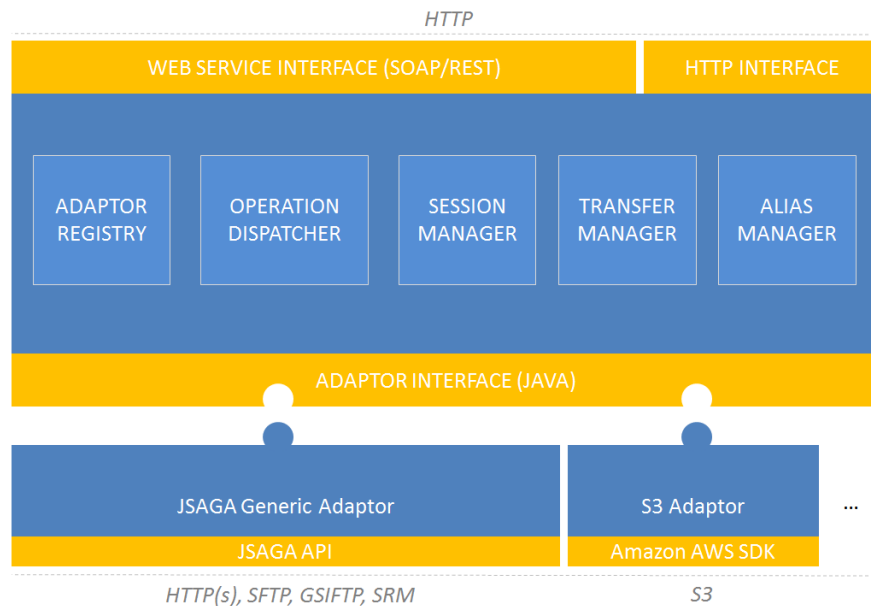 HTTP
WEB SERVICE INTERFACE (SOAP/REST)
HTTP INTERFACE
ADAPTOR
REGISTRY
OPERATION
DISPATCHER
SESSION
MANAGER
TRANSFER
MANAGER
ALIAS
MANAGER
ADAPTOR INTERFACE (JAVA)
JSAGA Generic Adaptor
S3 Adaptor
...
JSAGA API
Amazon AWS SDK
HTTP(s), SFTP, GSIFTP, SRM
S3